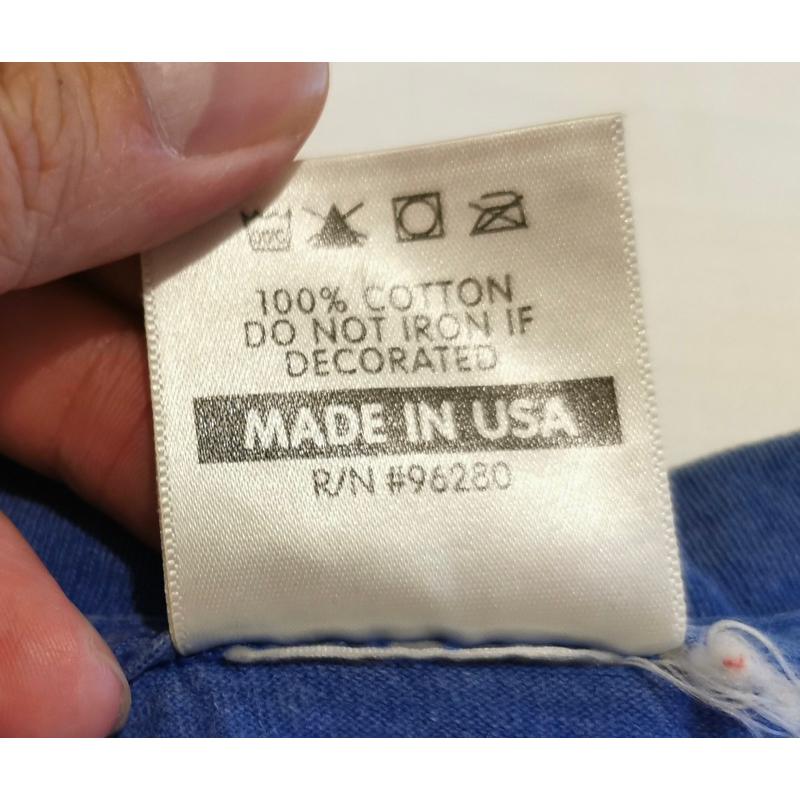 100% COTTON
DO NOT IRON IF
DECORATED
MADE IN USA
R/N #96280